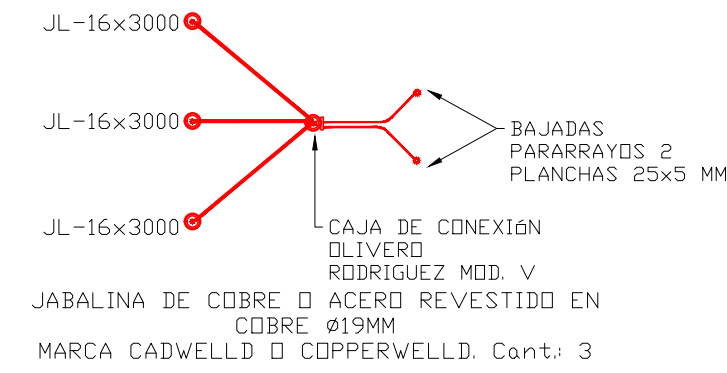 JL-16x3000
JL-16x3000
BAJADAS
PARARRAYOS 2
PLANCHAS 25x5 MM
JL-16x3000
CAJA DE CONEXIóN
OLIVERO
RODRIGUEZ MOD. V
JABALINA DE COBRE O ACERO REVESTIDO EN
COBRE Ø19MM
MARCA CADWELLD O COPPERWELLD. Cant.: 3